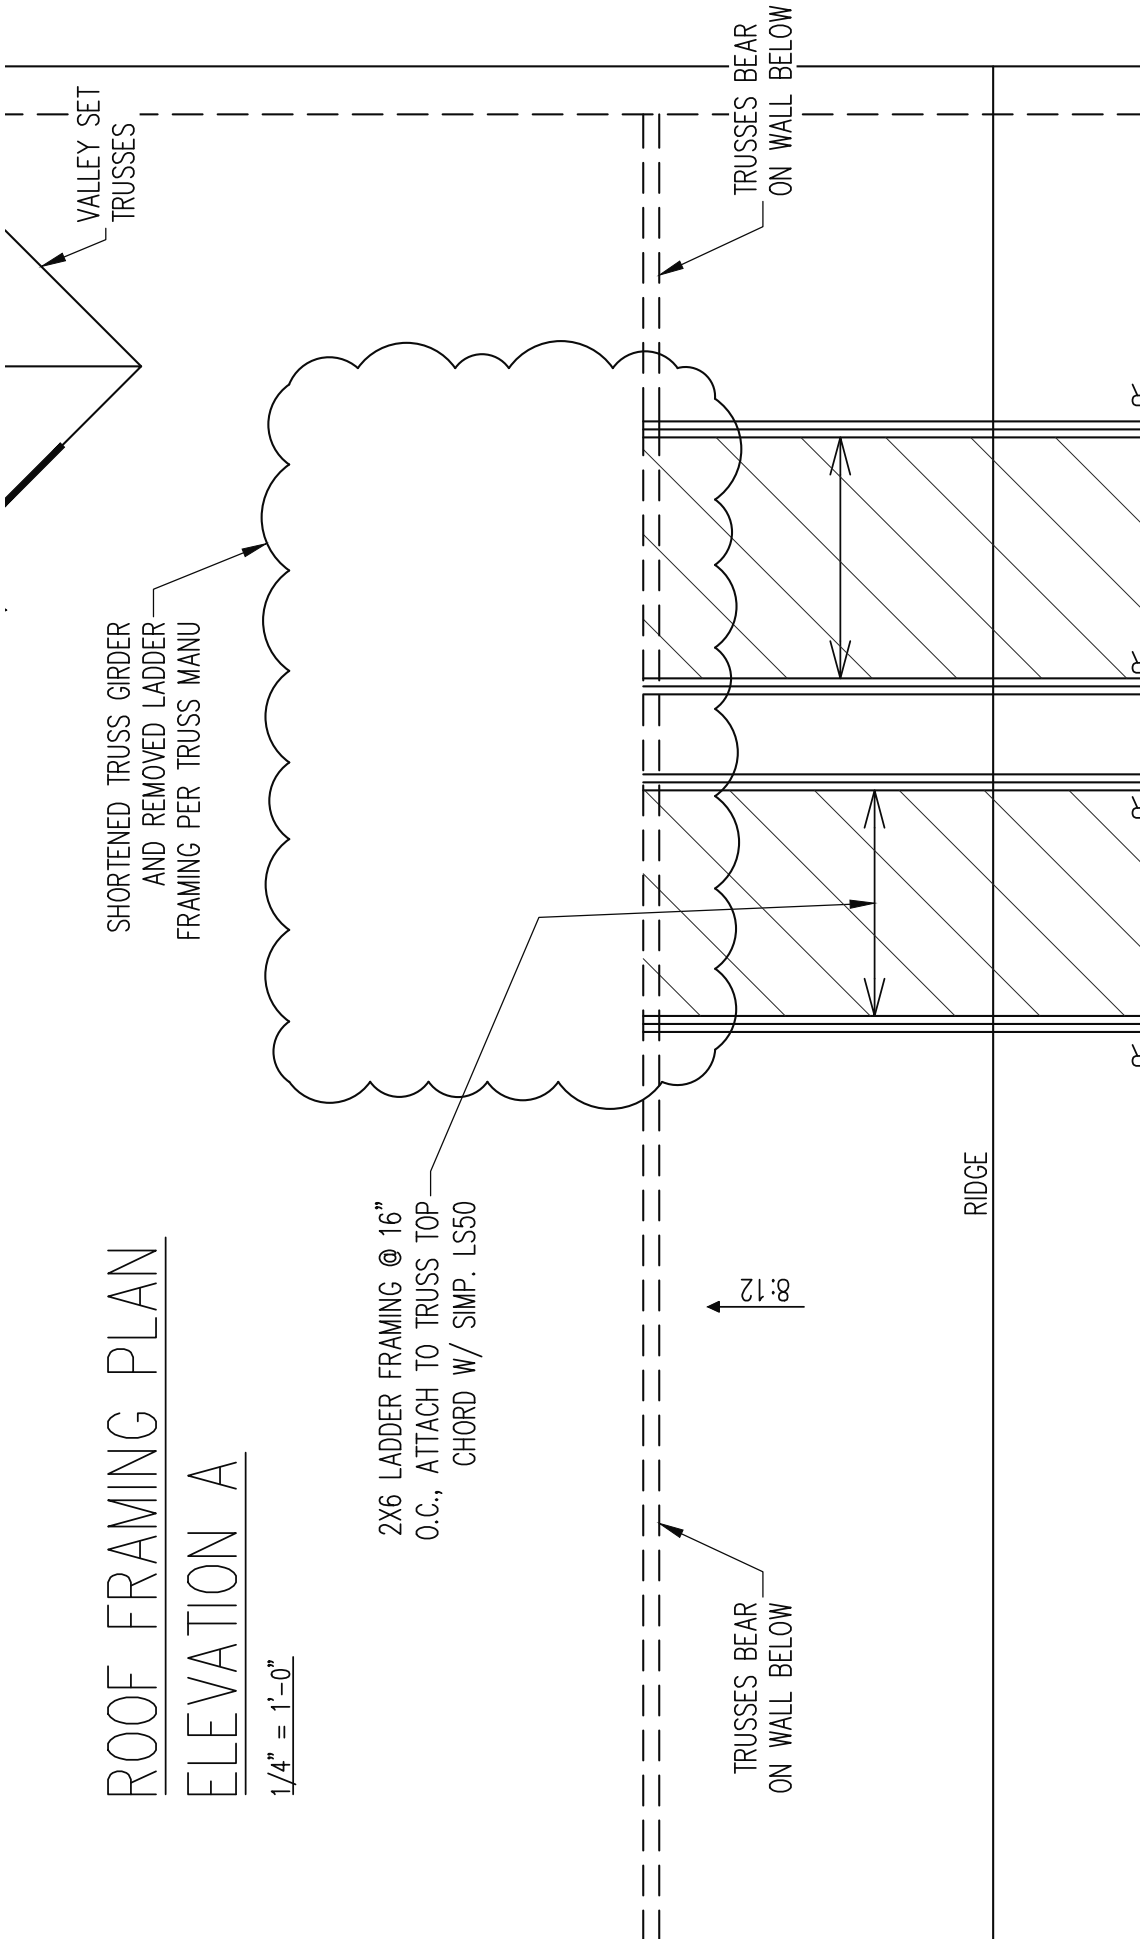 ROOF FRAMING PLAN
ELEVATION A
1/4" = 1'-0"
SHORTENED TRUSS GIRDER
AND REMOVED LADDER
FRAMING PER TRUSS MANU
VALLEY SET
TRUSSES
2X6 LADDER FRAMING @ 16"
O.C., ATTACH TO TRUSS TOP
CHORD W/ SIMP. LS50
TRUSSES BEAR
ON WALL BELOW
8:12
TRUSSES BEAR
ON WALL BELOW
RIDGE